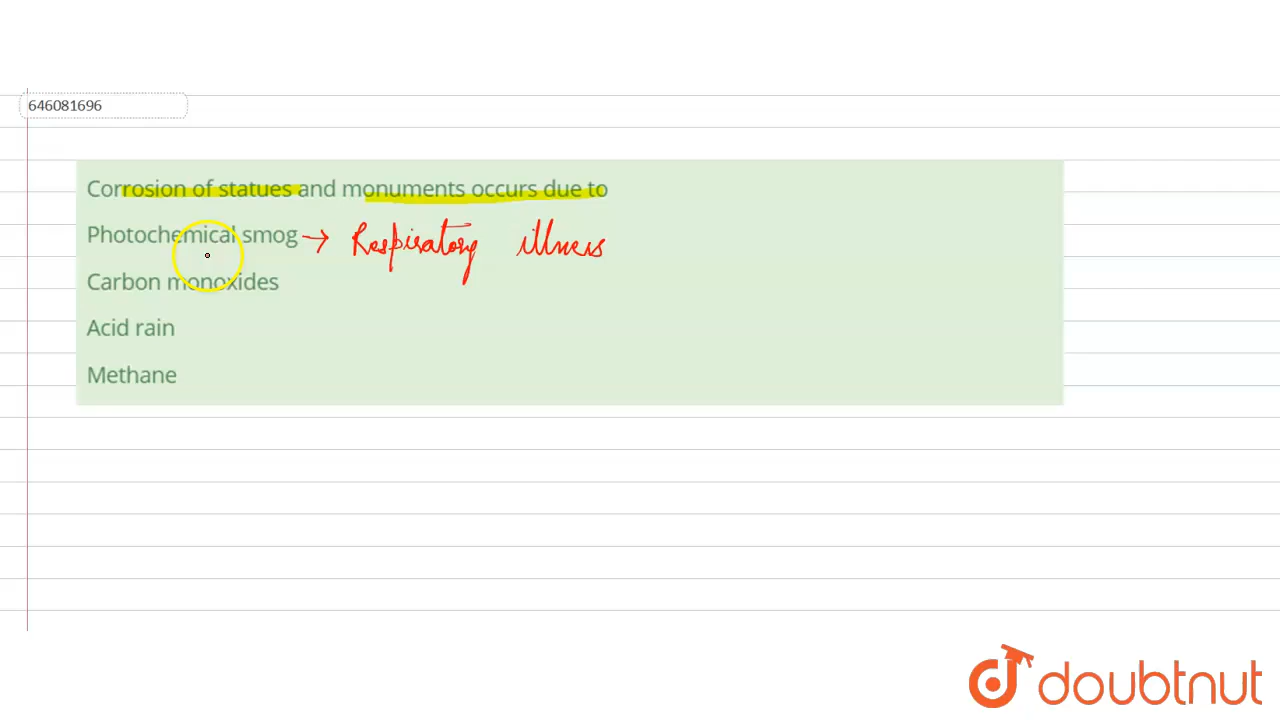 646081696
Corrosion of statues and monuments occurs due to
Photochemical smog → Respiratory illness
Carbon monoxides
Acid rain
Methane
doubtnut